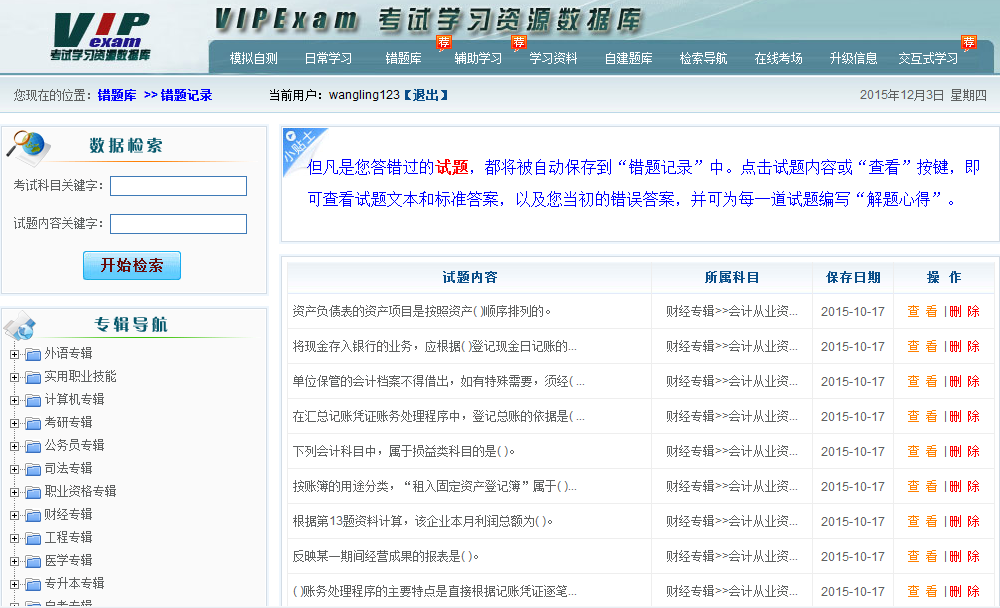 VIP exam
考试学习资源数据库
VIPExam 考试学习资源数据库
模拟自测 日常学习 错题库 荐 辅助学习 荐 学习资料 自建题库 检索导航 在线考场 升级信息 交互式学习 荐
您现在的位置：错题库 >>错题记录 当前用户：wangling123【退出】 2015年12月3日 星期四
数据检索
考试科目关键字：
试题内容关键字：
开始检索
专辑导航
外语专辑
实用职业技能
计算机专辑
考研专辑
公务员专辑
司法专辑
职业资格专辑
财经专辑
工程专辑
医学专辑
专升本专辑
自考专辑
小贴士
但凡是您答错过的试题，都将被自动保存到“错题记录”中。点击试题内容或“查看”按键，即
可查看试题文本和标准答案，以及您当初的错误答案，并可为每一道试题编写“解题心得”。
试题内容 所属科目 保存日期 操 作
资产负债表的资产项目是按照资产( )顺序排列的。 财经专辑>>会计从业资... 2015-10-17 查 看 | 删 除
将现金存入银行的业务，应根据( )登记现金日记账的... 财经专辑>>会计从业资... 2015-10-17 查 看 | 删 除
单位保管的会计档案不得借出，如有特殊需要，须经( ... 财经专辑>>会计从业资... 2015-10-17 查 看 | 删 除
在汇总记账凭证账务处理程序中，登记总账的依据是( ... 财经专辑>>会计从业资... 2015-10-17 查 看 | 删 除
下列会计科目中，属于损益类科目的是( )。 财经专辑>>会计从业资... 2015-10-17 查 看 | 删 除
按账簿的用途分类，“租入固定资产登记簿”属于( )... 财经专辑>>会计从业资... 2015-10-17 查 看 | 删 除
根据第13题资料计算，该企业本月利润总额为( )。 财经专辑>>会计从业资... 2015-10-17 查 看 | 删 除
反映某一期间经营成果的报表是( )。 财经专辑>>会计从业资... 2015-10-17 查 看 | 删 除
( )账务处理程序的主要特点是直接根据记账凭证逐笔... 财经专辑>>会计从业资... 2015-10-17 查 看 | 删 除